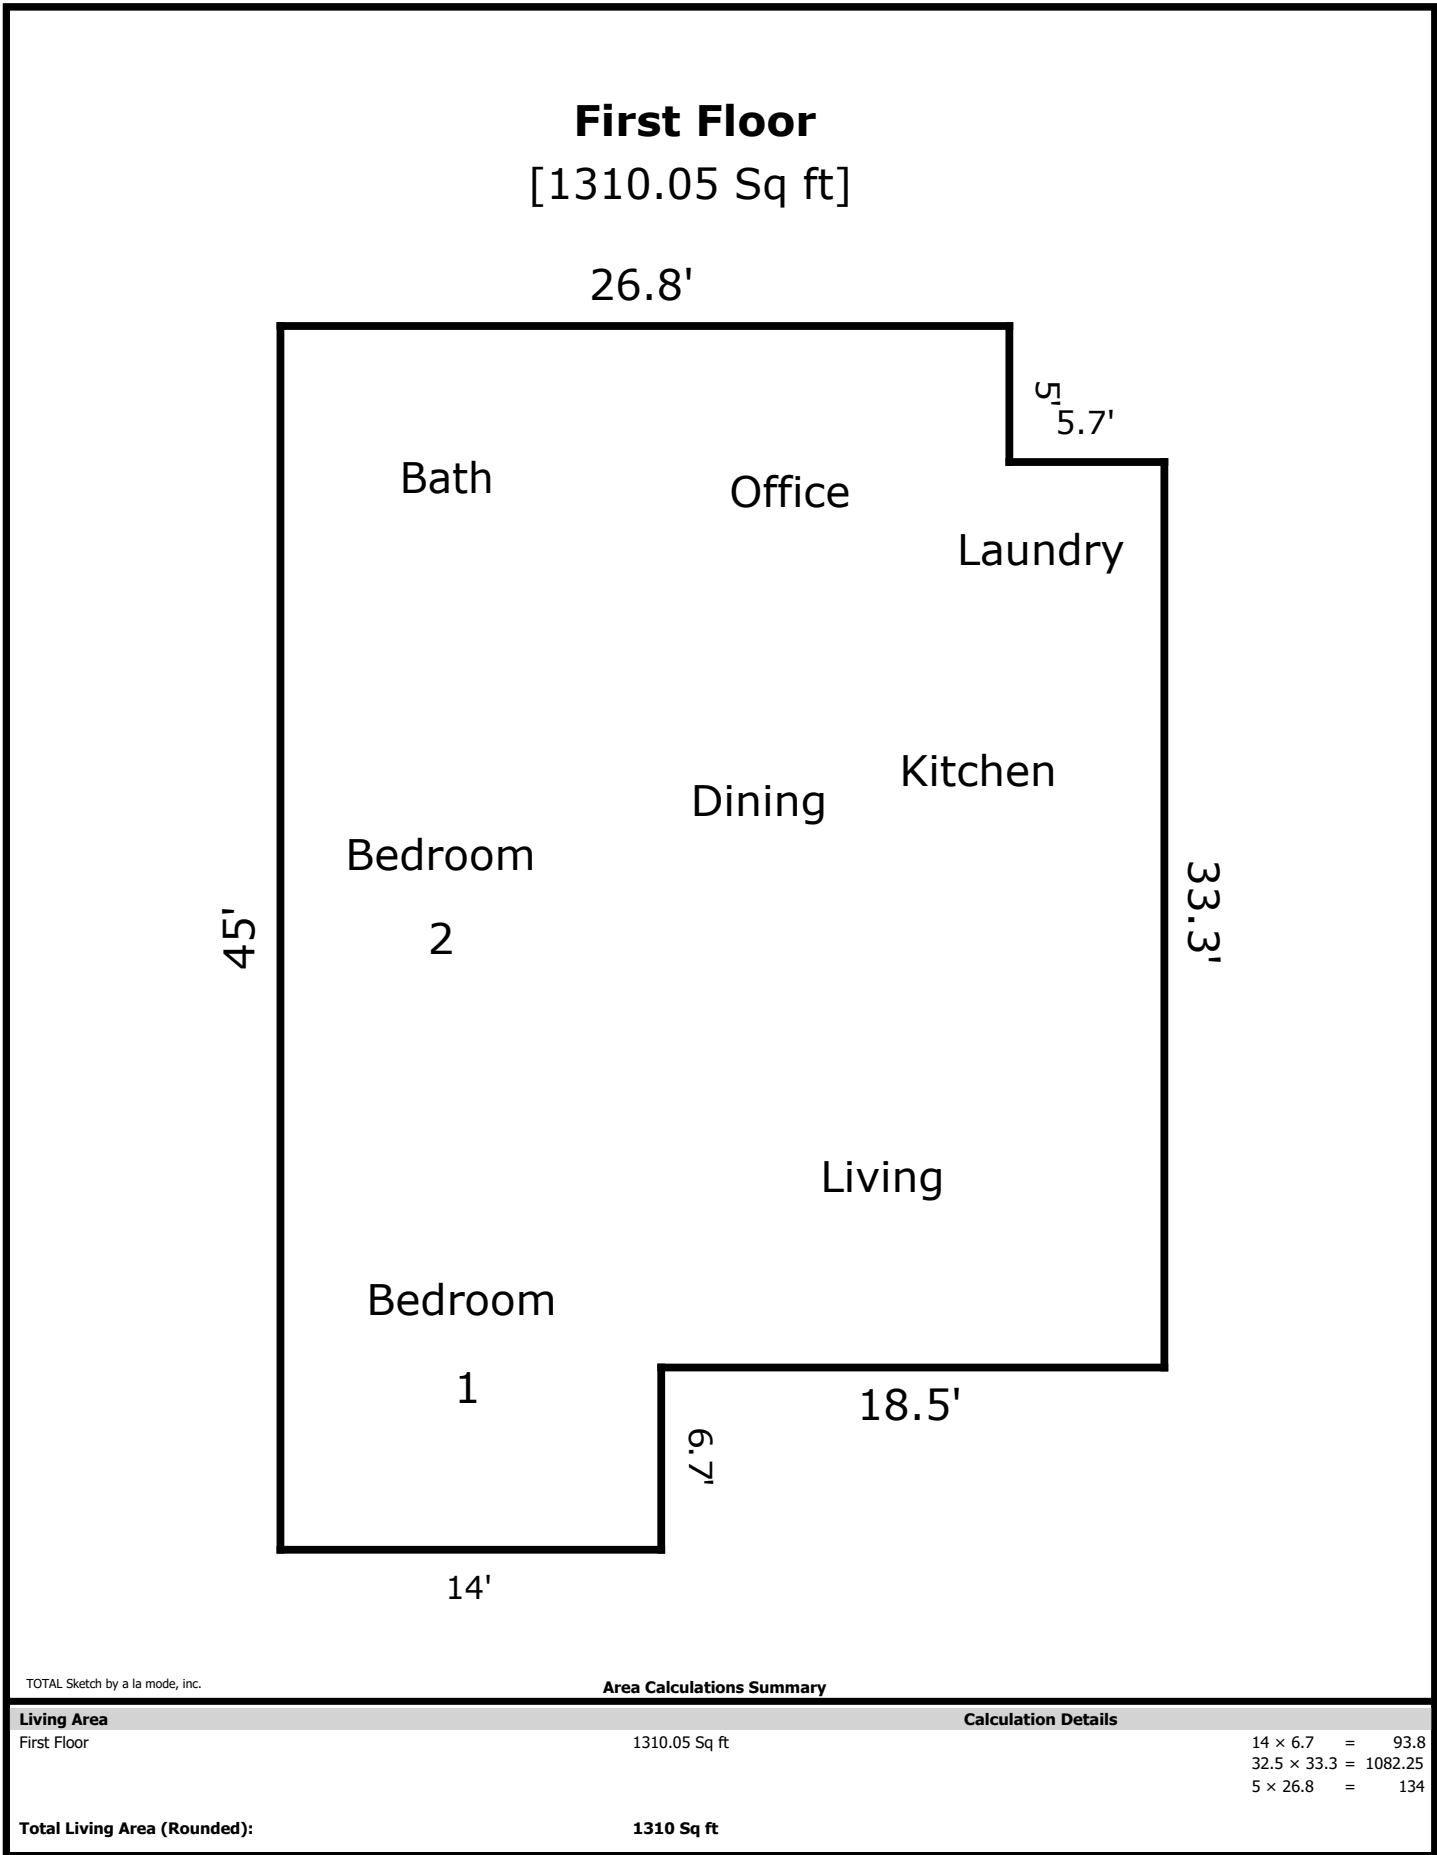 First Floor
[1310.05 Sq ft]
26.8'
5'
5.7'
Bath
Office
Laundry
Kitchen
Dining
Bedroom
2
45'
33.3'
Living
Bedroom
1
18.5'
6.7'
14'
TOTAL Sketch by a la mode, inc.
Area Calculations Summary
Living Area Calculation Details
First Floor 1310.05 Sq ft 14 × 6.7 = 93.8
32.5 × 33.3 = 1082.25
5 × 26.8 = 134
Total Living Area (Rounded): 1310 Sq ft